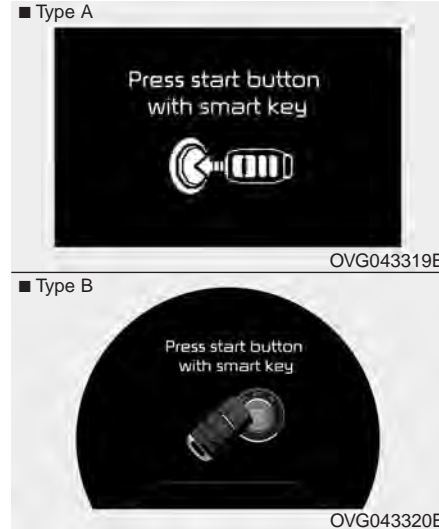 ■ Type A
Press start button
with smart key
OVG043319E
■ Type B
Press start button
with smart key
OVG043320E